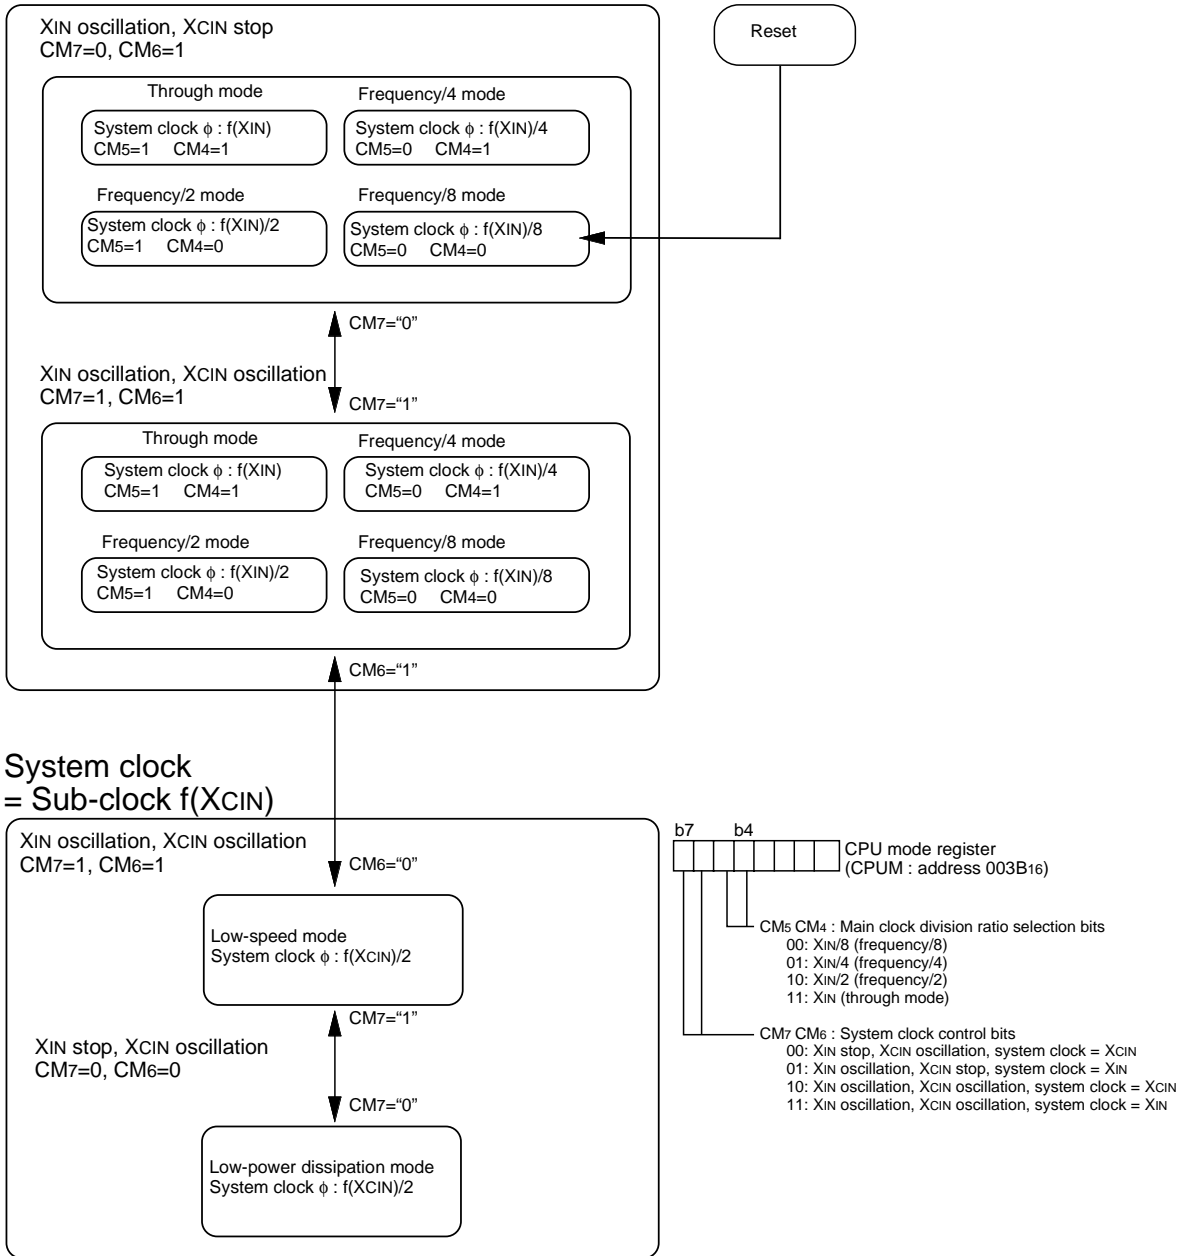 XIN oscillation, XCIN stop
CM7=0, CM6=1
Reset
Through mode
System clock ϕ : f(XIN)
CM5=1 CM4=1
Frequency/4 mode
System clock ϕ : f(XIN)/4
CM5=0 CM4=1
Frequency/2 mode
System clock ϕ : f(XIN)/2
CM5=1 CM4=0
Frequency/8 mode
System clock ϕ : f(XIN)/8
CM5=0 CM4=0
CM7=“0”
XIN oscillation, XCIN oscillation
CM7=1, CM6=1
CM7=“1”
Through mode
System clock ϕ : f(XIN)
CM5=1 CM4=1
Frequency/4 mode
System clock ϕ : f(XIN)/4
CM5=0 CM4=1
Frequency/2 mode
System clock ϕ : f(XIN)/2
CM5=1 CM4=0
Frequency/8 mode
System clock ϕ : f(XIN)/8
CM5=0 CM4=0
CM6=“1”
System clock
= Sub-clock f(XCIN)
XIN oscillation, XCIN oscillation
CM7=1, CM6=1
CM6=“0”
Low-speed mode
System clock ϕ : f(XCIN)/2
CM7=“1”
XIN stop, XCIN oscillation
CM7=0, CM6=0
CM7=“0”
Low-power dissipation mode
System clock ϕ : f(XCIN)/2
b7 b4
CPU mode register
(CPUM : address 003B16)
CM5 CM4 : Main clock division ratio selection bits
00: XIN/8 (frequency/8)
01: XIN/4 (frequency/4)
10: XIN/2 (frequency/2)
11: XIN (through mode)
CM7 CM6 : System clock control bits
00: XIN stop, XCIN oscillation, system clock = XCIN
01: XIN oscillation, XCIN stop, system clock = XIN
10: XIN oscillation, XCIN oscillation, system clock = XCIN
11: XIN oscillation, XCIN oscillation, system clock = XIN